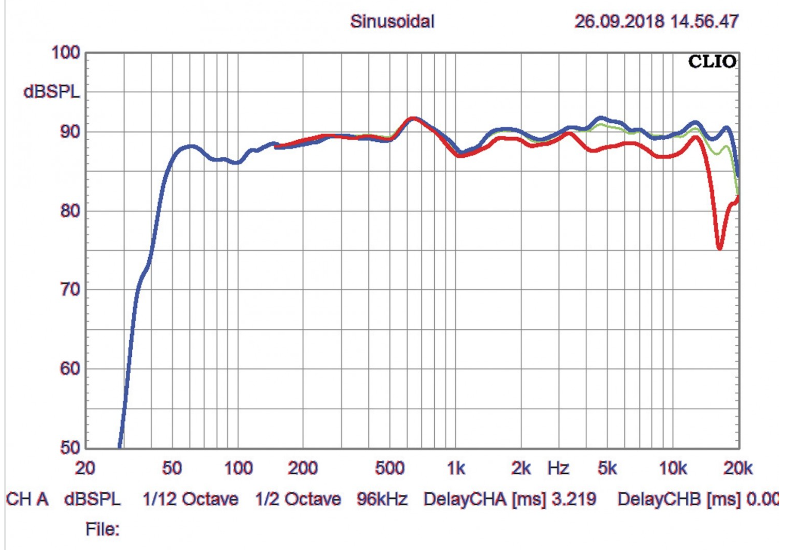 Sinusoidal 26.09.2018 14.56.47
100 CLIO
dBSPL
90
80
70
60
50
20 50 100 200 500 1k 2k Hz 5k 10k 20k
CH A dBSPL 1/12 Octave 1/2 Octave 96kHz DelayCHA [ms] 3.219 DelayCHB [ms] 0.00
File: